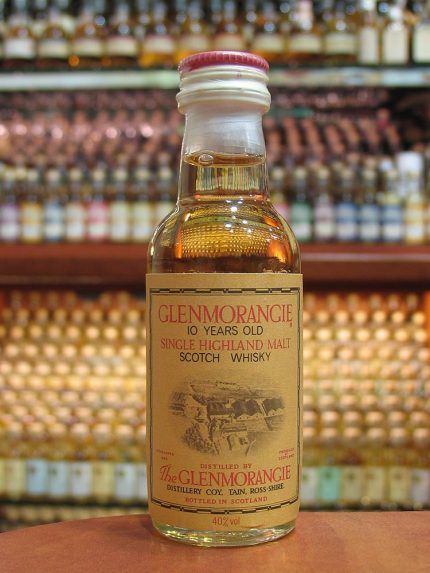 GLENMORANGIE
10 YEARS OLD
SINGLE HIGHLAND MALT
SCOTCH WHISKY
DISTILLED BY
The GLENMORANGIE
DISTILLERY COY, TAIN, ROSS-SHIRE
BOTTLED IN SCOTLAND
40% vol